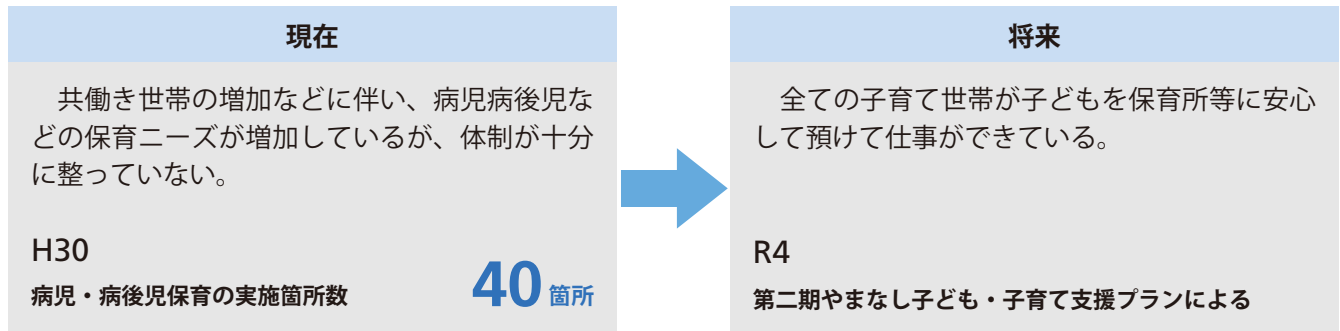 現在
共働き世帯の増加などに伴い、病児病後児な
どの保育ニーズが増加しているが、体制が十分
に整っていない。
H30
病児・病後児保育の実施箇所数
40箇所
将来
全ての子育て世帯が子どもを保育所等に安心
して預けて仕事ができている。
R4
第二期やまなし子ども・子育て支援プランによる